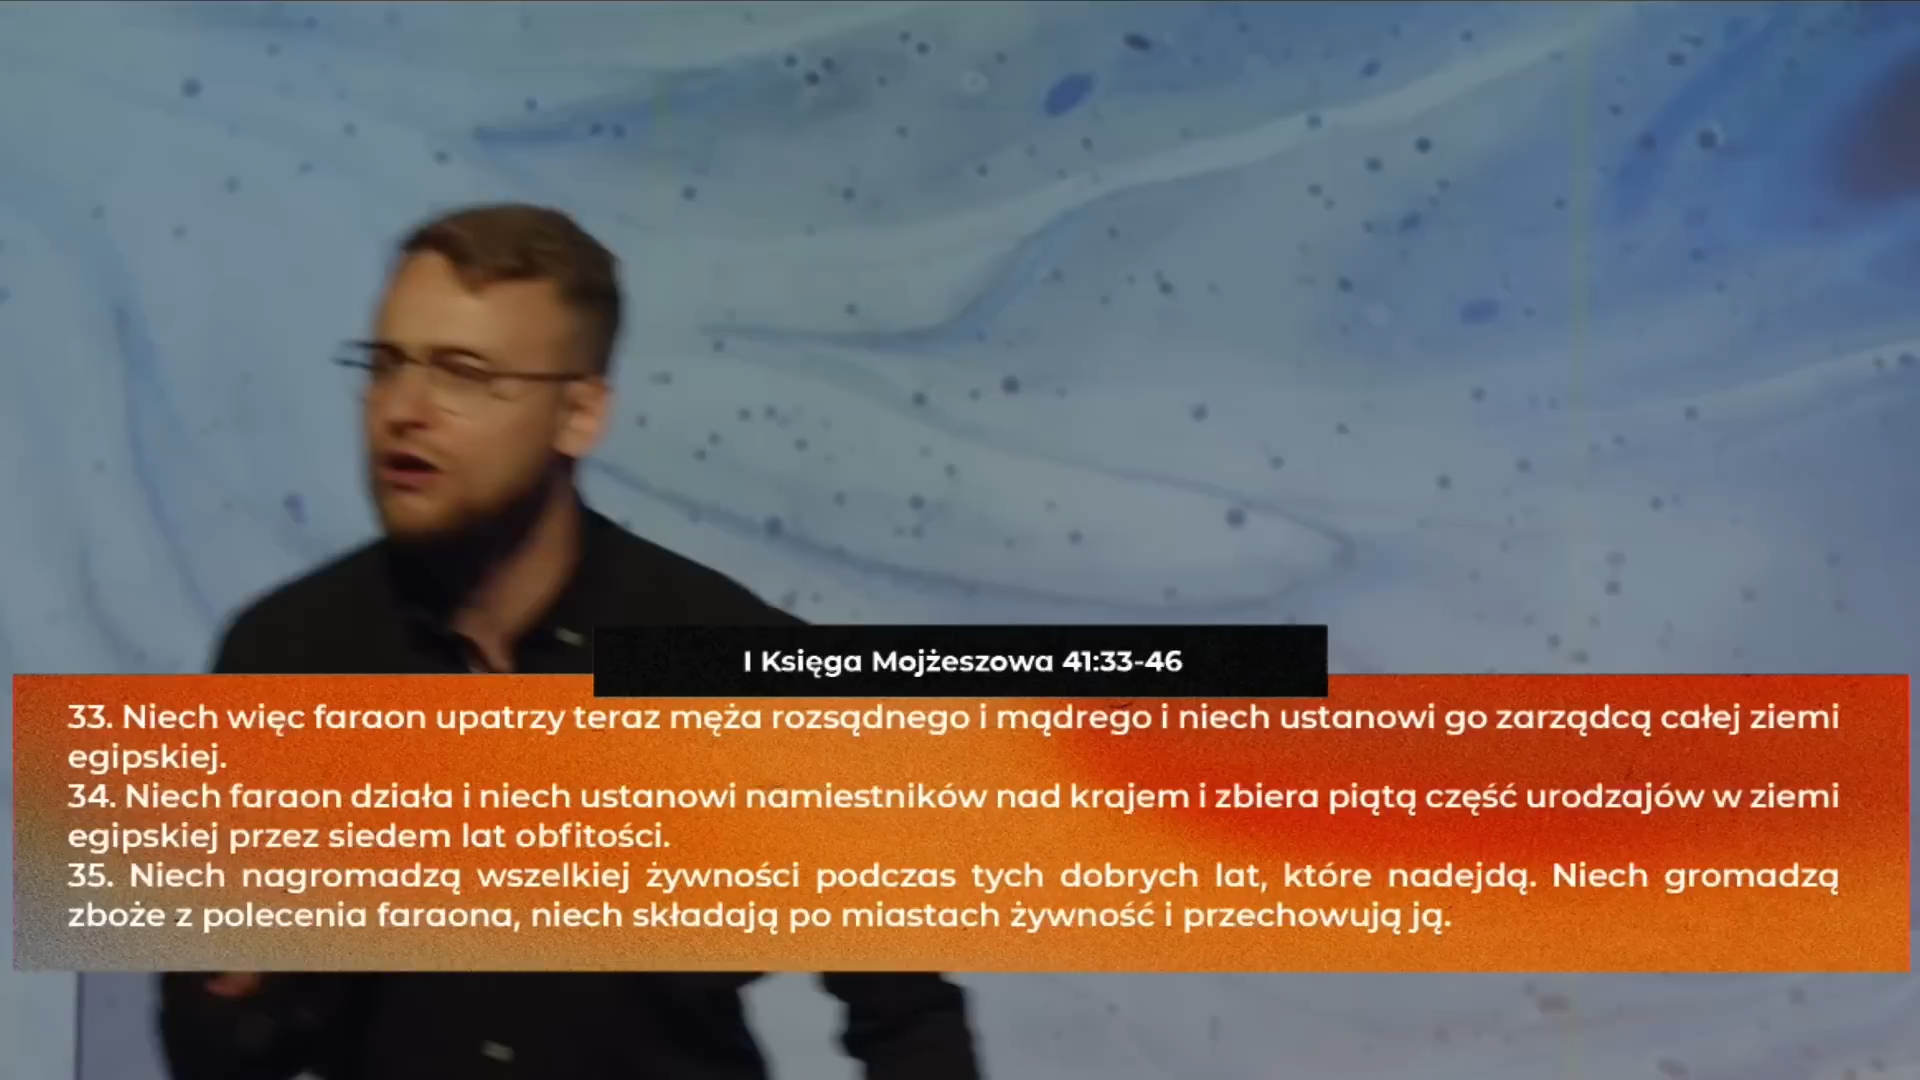 I Księga Mojżeszowa 41:33-46
33. Niech więc faraon upatrzy teraz męża rozsądnego i mądrego i niech ustanowi go zarządcą całej ziemi
egipskiej.
34. Niech faraon działa i niech ustanowi namiestników nad krajem i zbiera piątą część urodzajów w ziemi
egipskiej przez siedem lat obfitości.
35. Niech nagromadzą wszelkiej żywności podczas tych dobrych lat, które nadejdą. Niech gromadzą
zboże z polecenia faraona, niech składają po miastach żywność i przechowują ją.